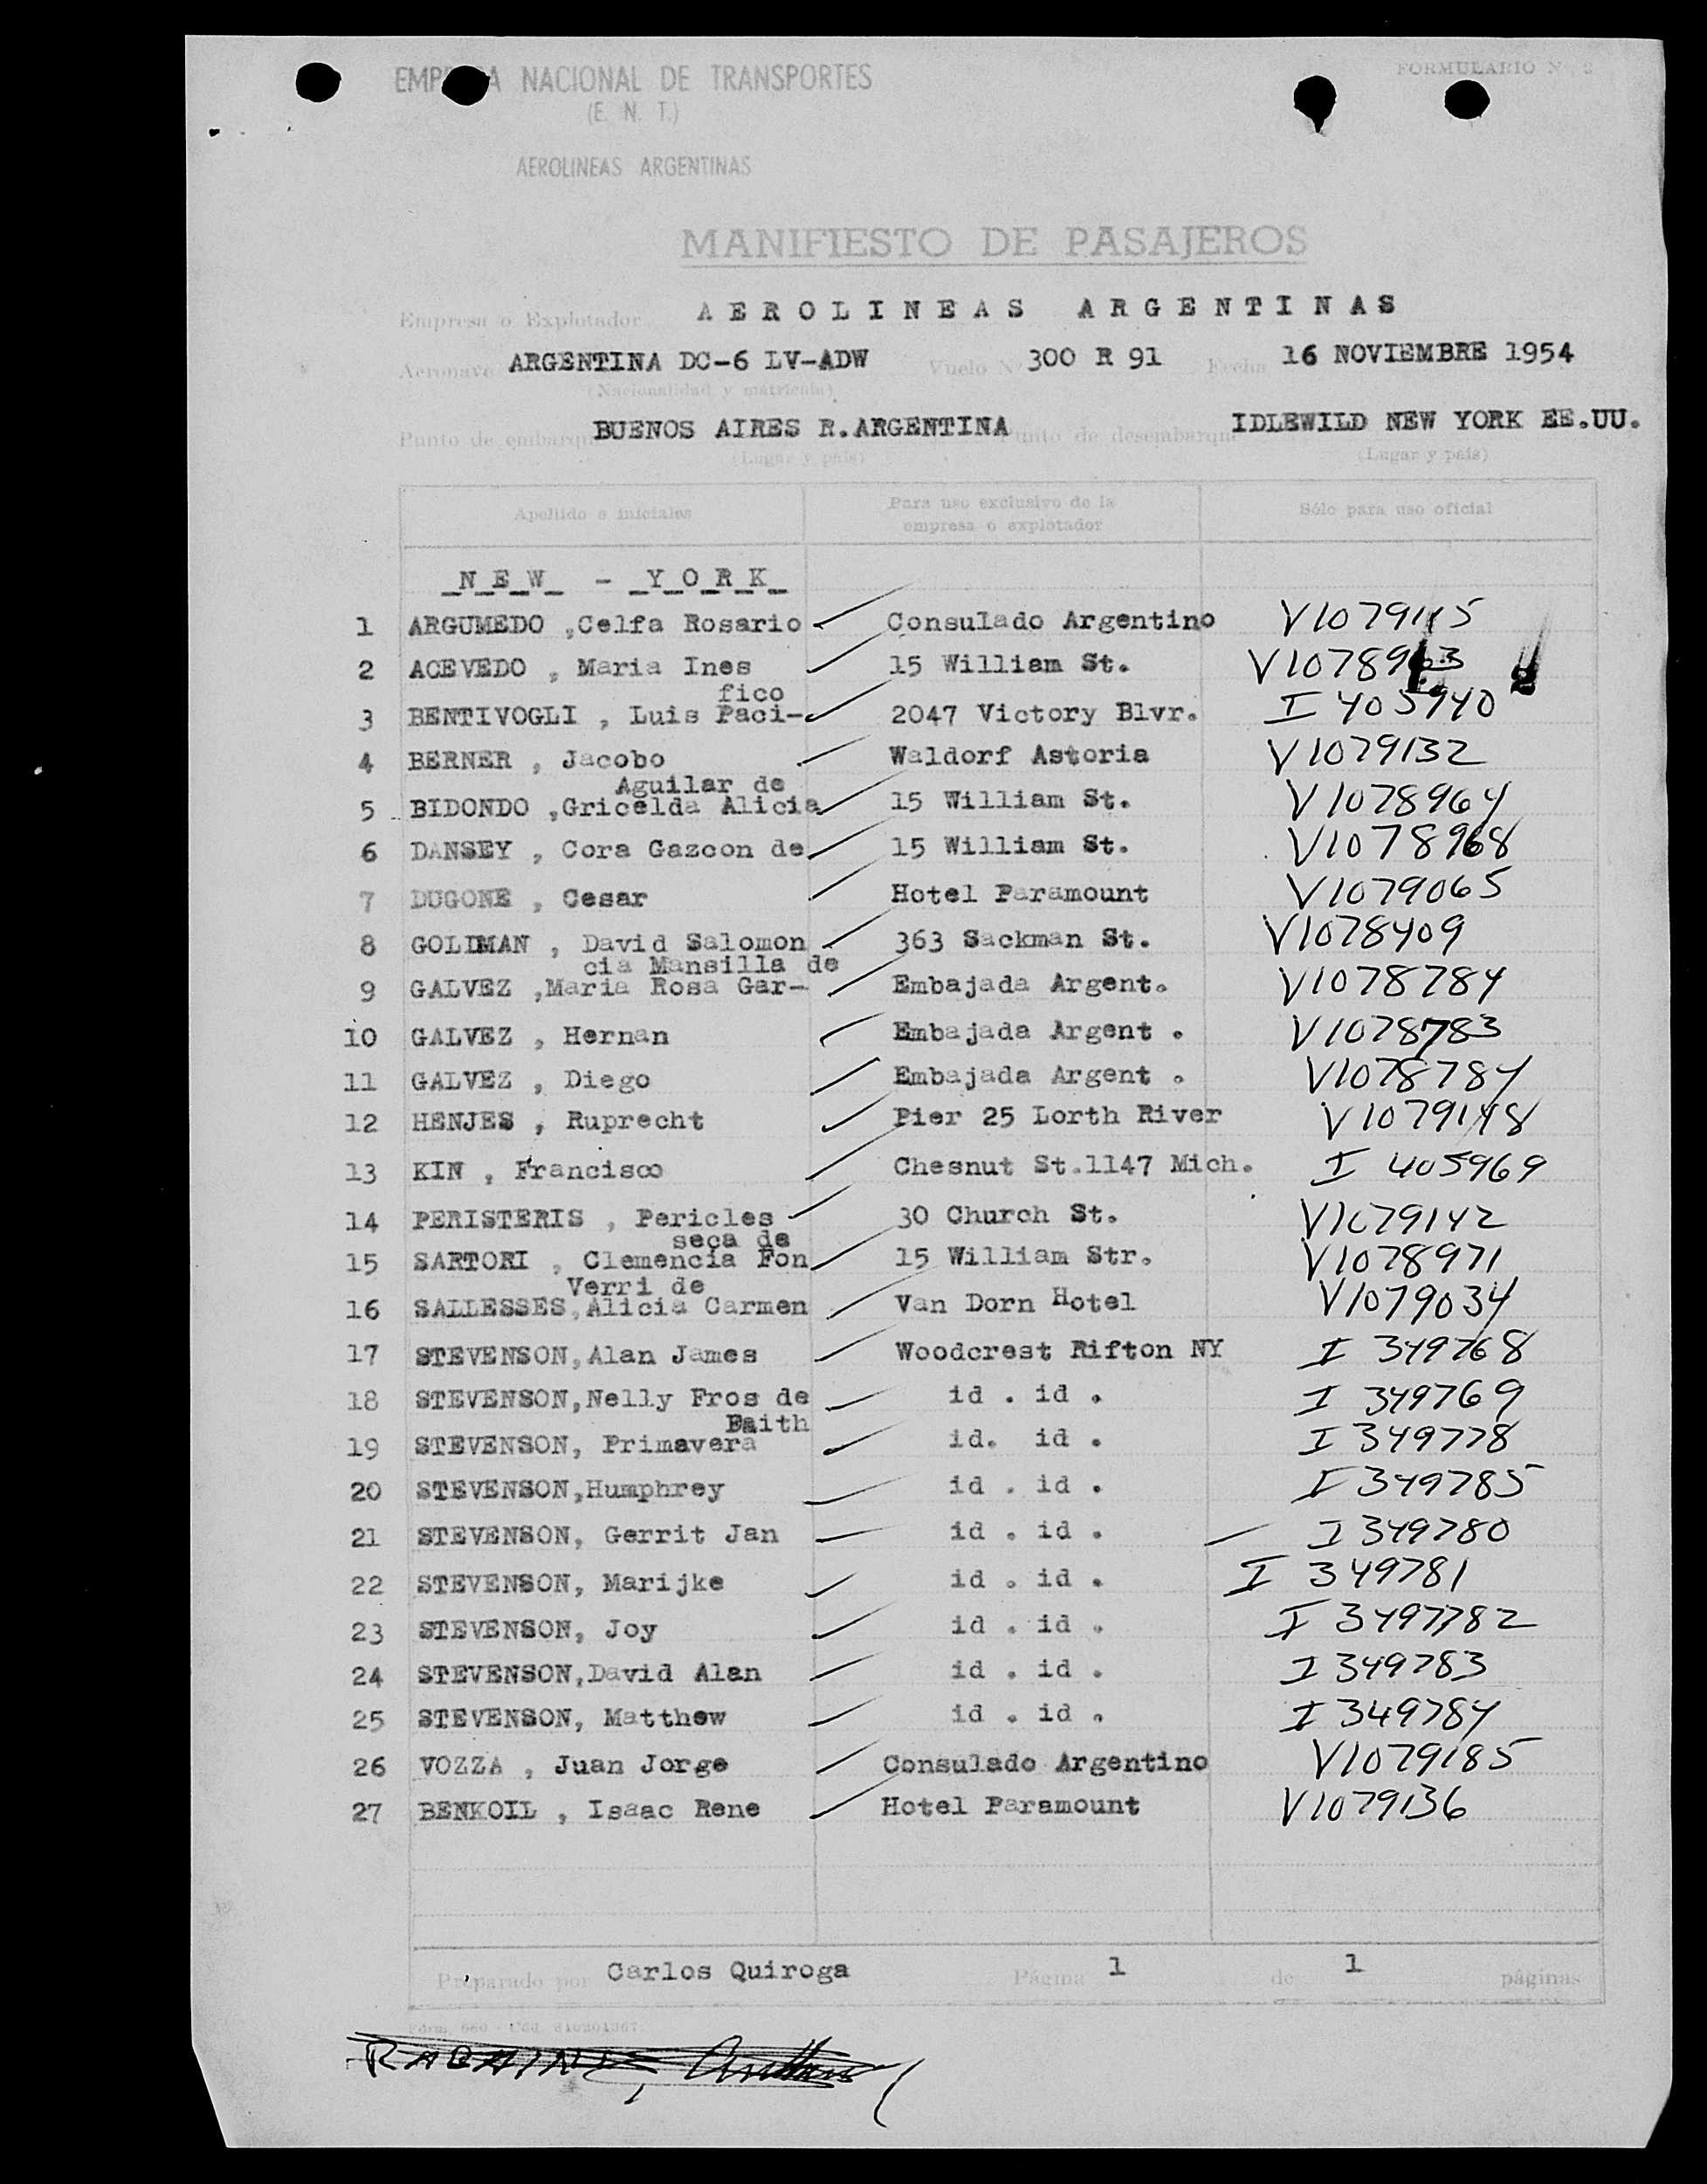 EMPRESA NACIONAL DE TRANSPORTES
(E. N. T.)
FORMULARIO Nº. 2
AEROLINEAS ARGENTINAS
MANIFIESTO DE PASAJEROS
Empresa o Explotador AEROLINEAS ARGENTINAS
Aeronave ARGENTINA DC-6 LV-ADW Vuelo Nº 300 R 91 Fecha 16 NOVIEMBRE 1954
(Nacionalidad y matricula)
Punto de embarque BUENOS AIRES R.ARGENTINA Punto de desembarque IDLEWILD NEW YORK EE.UU.
(Lugar y país) (Lugar y país)
Apellido e iniciales Para uso exclusivo de la empresa o explotador Sólo para uso oficial
NEW - YORK
1 ARGUMEDO ,Celfa Rosario Consulado Argentino V1079115
2 ACEVEDO , Maria Ines 15 William St. V1078963
fico
3 BENTIVOGLI , Luis Paci- 2047 Victory Blvr. I 405940
4 BERNER , Jacobo Waldorf Astoria V1079132
Aguilar de
5 BIDONDO ,Gricelda Alicia 15 William St. V1078964
6 DANSEY , Cora Gazcon de 15 William St. V1078968
7 DUGONE , Cesar Hotel Paramount V1079065
8 GOLDMAN , David Salomon 363 Sackman St. V1078409
cia Mansilla de
9 GALVEZ ,Maria Rosa Gar- Embajada Argent. V1078784
10 GALVEZ , Hernan Embajada Argent . V1078783
11 GALVEZ , Diego Embajada Argent . V1078784
12 HENJES , Ruprecht Pier 25 Lorth River V1079148
13 KIN , Francisco Chesnut St.1147 Mich. I 405969
14 PERISTERIS , Pericles 30 Church St. V1079142
seca de
15 SARTORI , Clemencia Fon 15 William Str. V1078971
Verri de
16 SALLESSES,Alicia Carmen Van Dorn Hotel V1079034
17 STEVENSON,Alan James Woodcrest Rifton NY I 349768
18 STEVENSON,Nelly Fros de id . id . I 349769
Faith
19 STEVENSON, Primavera id. id . I 349778
20 STEVENSON,Humphrey id . id . I 349785
21 STEVENSON, Gerrit Jan id . id . I 349780
22 STEVENSON, Marijke id . id . I 349781
23 STEVENSON, Joy id . id . I 349782
24 STEVENSON,David Alan id . id . I 349783
25 STEVENSON, Matthew id . id . I 349784
26 VOZZA , Juan Jorge Consulado Argentino V1079185
27 BENKOIL , Isaac Rene Hotel Paramount V1079136
Preparado por Carlos Quiroga Página 1 de 1 páginas